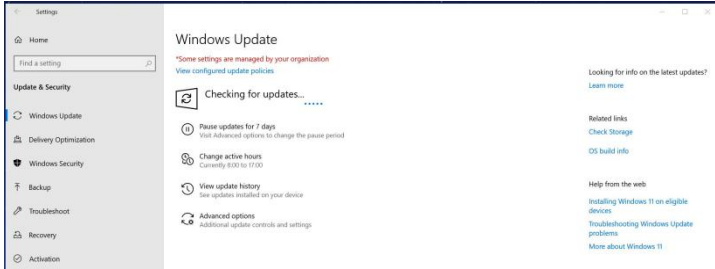 Settings
Home
Find a setting
Update & Security
Windows Update
Delivery Optimization
Windows Security
Backup
Troubleshoot
Recovery
Activation
Windows Update
*Some settings are managed by your organization
View configured update policies
Checking for updates...
Pause updates for 7 days
Visit Advanced options to change the pause period
Change active hours
Currently 8:00 to 17:00
View update history
See updates installed on your device
Advanced options
Additional update controls and settings
Looking for info on the latest updates?
Learn more
Related links
Check Storage
OS build info
Help from the web
Installing Windows 11 on eligible
devices
Troubleshooting Windows Update
problems
More about Windows 11